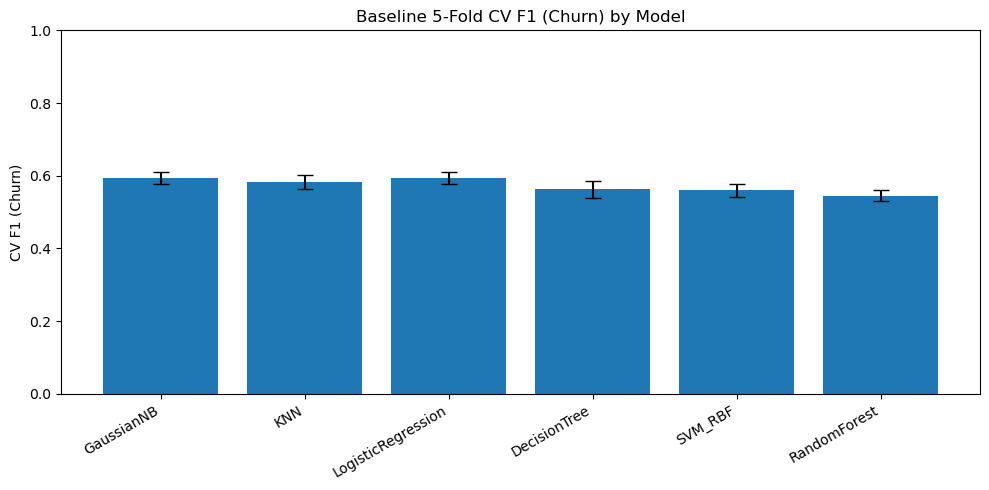 Baseline 5-Fold CV F1 (Churn) by Model
CV F1 (Churn)
1.0
0.8
0.6
0.4
0.2
0.0
GaussianNB
KNN
LogisticRegression
DecisionTree
SVM_RBF
RandomForest